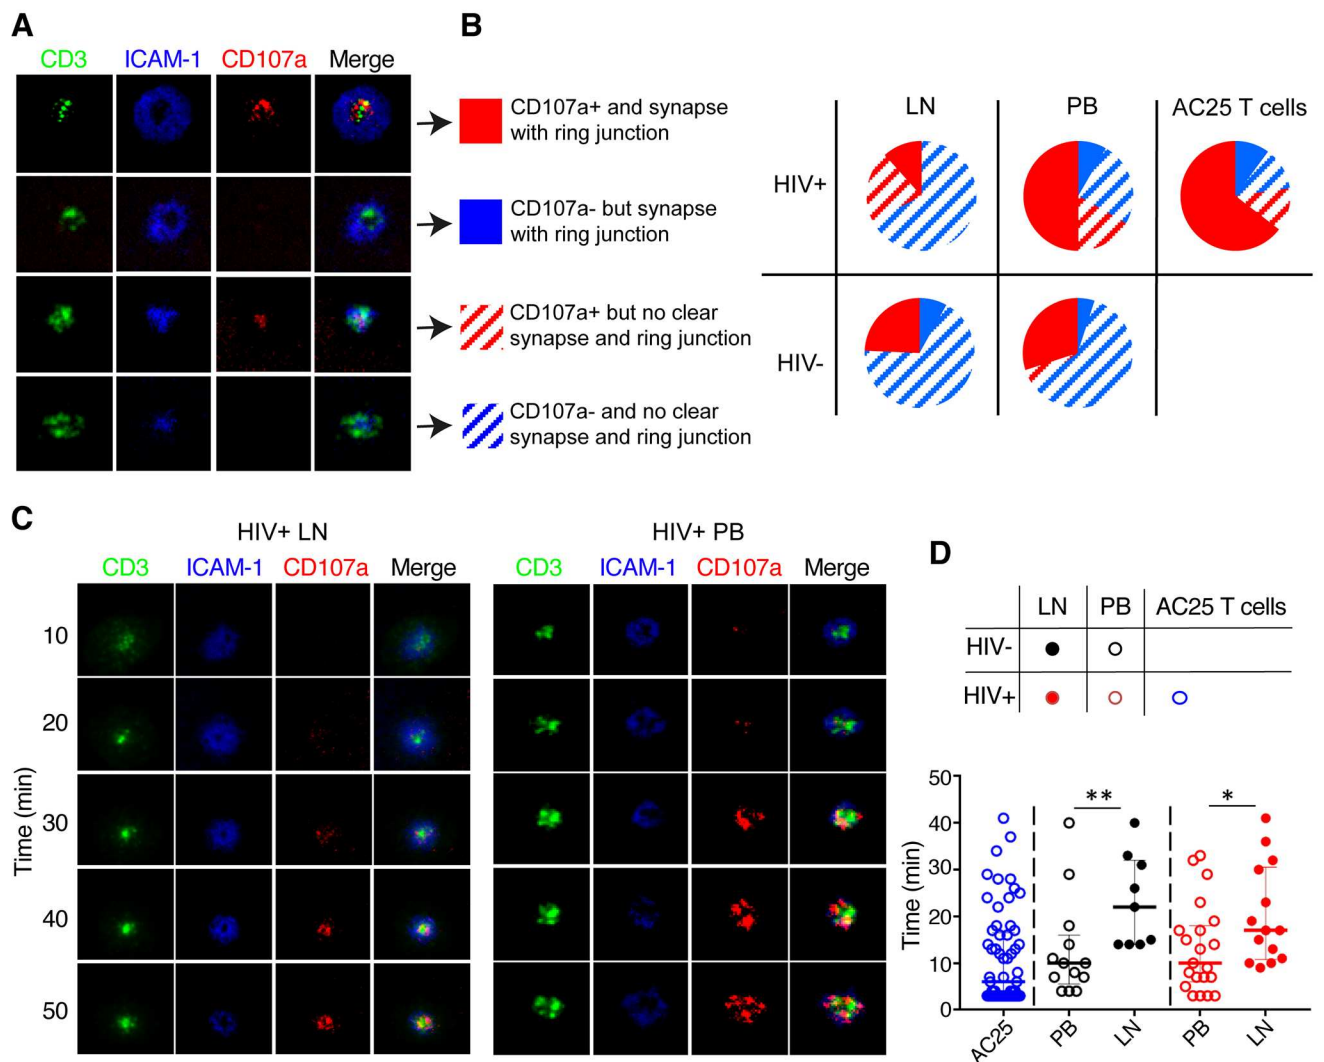 A
CD3 ICAM-1 CD107a Merge
B
CD107a+ and synapse
with ring junction
CD107a- but synapse
with ring junction
CD107a+ but no clear
synapse and ring junction
CD107a- and no clear
synapse and ring junction
LN PB AC25 T cells
HIV+
HIV-
C
HIV+ LN HIV+ PB
CD3 ICAM-1 CD107a Merge CD3 ICAM-1 CD107a Merge
Time (min)
10
20
30
40
50
D
LN PB AC25 T cells
HIV-
HIV+
Time (min)
50
40
30
20
10
0
** *
AC25 PB LN PB LN